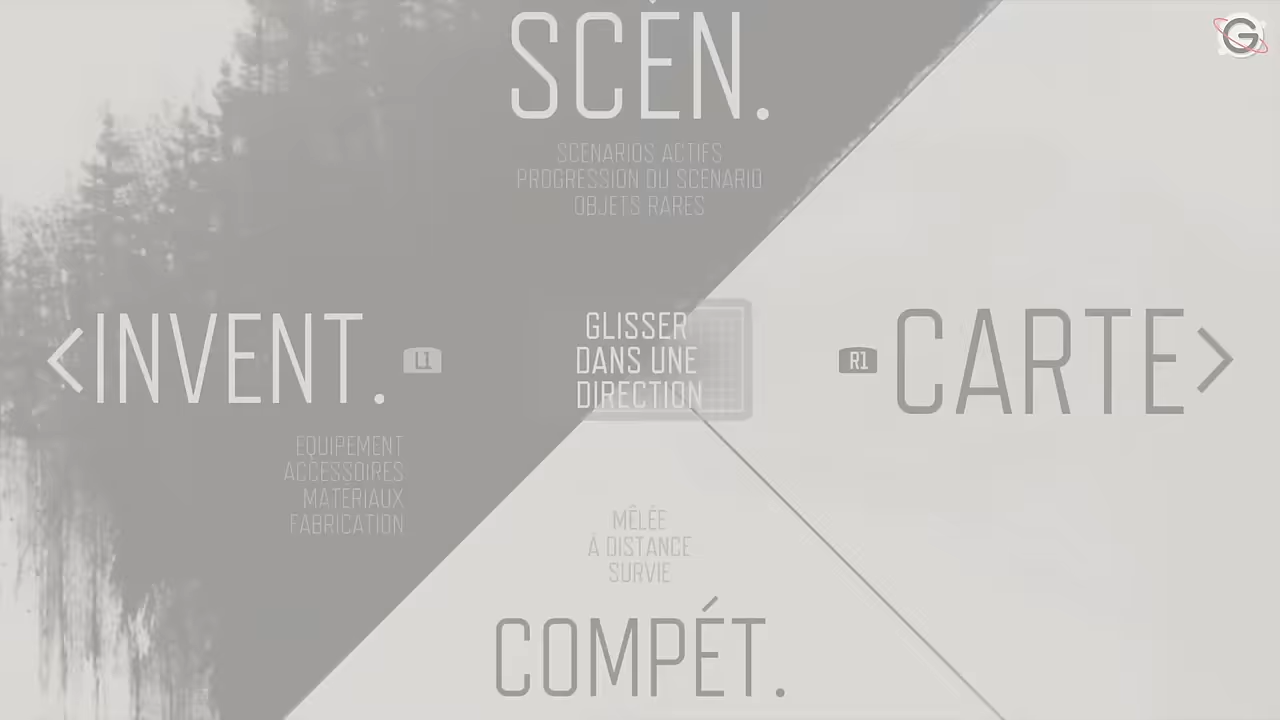 SCÉN.
SCENARIOS ACTIFS
PROGRESSION DU SCENARIO
OBJETS RARES
<INVENT.
L1
GLISSER
DANS UNE
DIRECTION
R1
CARTE>
EQUIPEMENT
ACCESSOIRES
MATERIAUX
FABRICATION
MÊLÉE
À DISTANCE
SURVIE
COMPÉT.
G